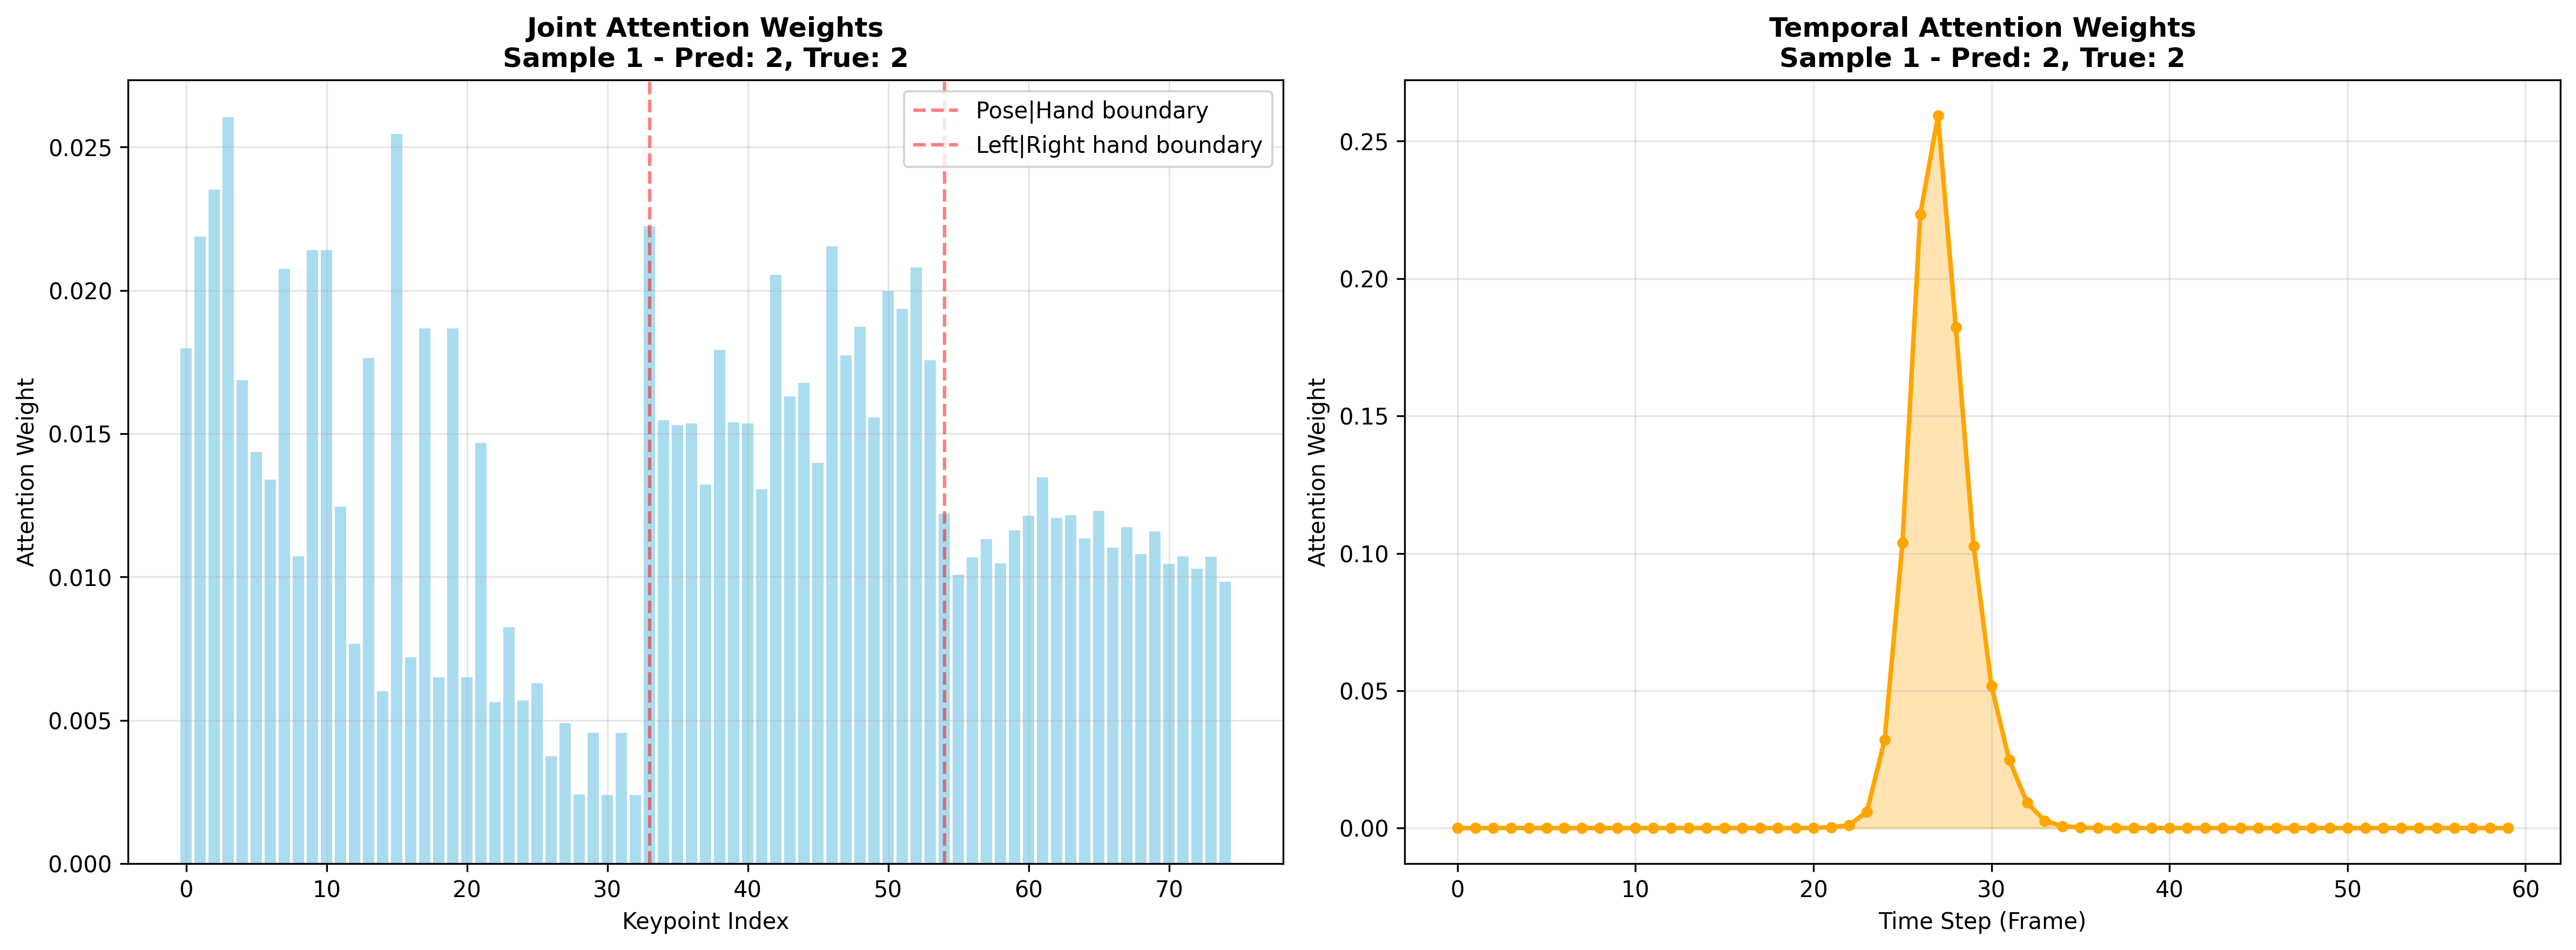 Joint Attention Weights
Sample 1 - Pred: 2, True: 2
Pose|Hand boundary
Left|Right hand boundary
0.025
0.020
0.015
0.010
0.005
0.000
Attention Weight
0 10 20 30 40 50 60 70
Keypoint Index
Temporal Attention Weights
Sample 1 - Pred: 2, True: 2
0.25
0.20
0.15
0.10
0.05
0.00
Attention Weight
0 10 20 30 40 50 60
Time Step (Frame)